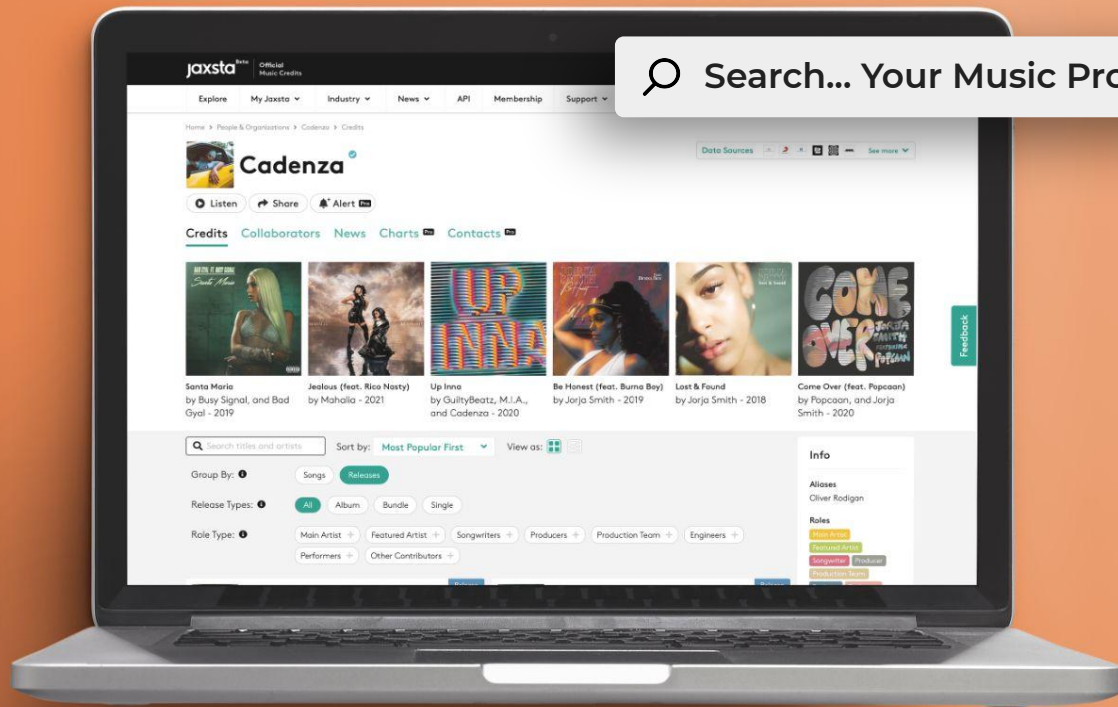 jaxsta Beta Official
Music Credits
Search... Your Music Pro
Explore My Jaxsta Industry News API Membership Support
Home > People & Organisations > Cadenza > Credits
Data Sources See more
Cadenza
Listen Share Alert Pro
Credits Collaborators News Charts Pro Contacts Pro
Santa Maria
by Busy Signal, and Bad
Gyal - 2019
Jealous (feat. Rico Nasty)
by Mahalia - 2021
UP
INNA
Up Inna
by GuiltyBeatz, M.I.A.,
and Cadenza - 2020
Be Honest (feat. Burna Boy)
by Jorja Smith - 2019
Lost & Found
by Jorja Smith - 2018
COME
OVER
JORJA
SMITH
FEATURING
POPCAAN
Come Over (feat. Popcaan)
by Popcaan, and Jorja
Smith - 2020
Feedback
Search titles and artists Sort by: Most Popular First View as:
Group By: Songs Releases
Release Types: All Album Bundle Single
Role Type: Main Artist + Featured Artist + Songwriters + Producers + Production Team + Engineers +
Performers + Other Contributors +
Info
Aliases
Oliver Rodigan
Roles
Main Artist
Featured Artist
Songwriter Producer
Production Team